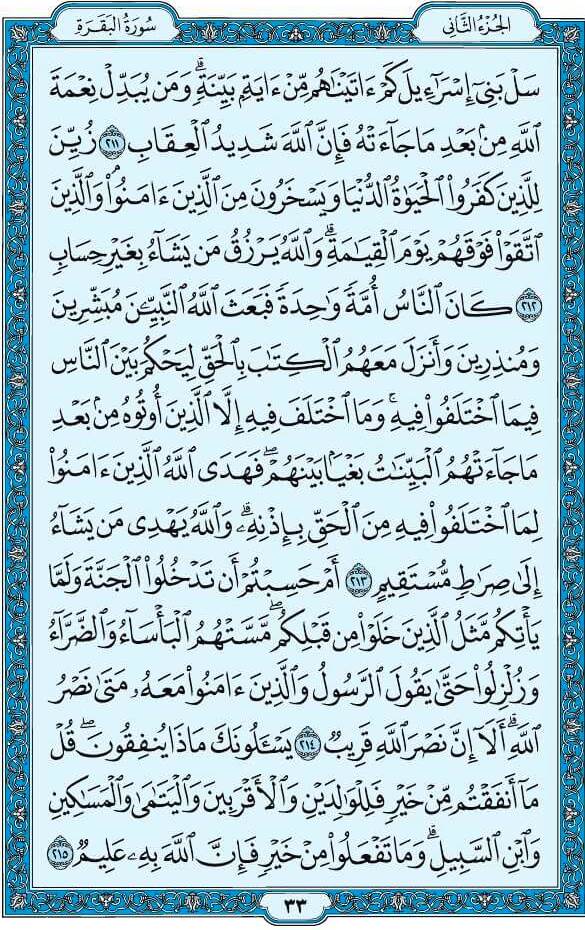 الجُزْءُ الثَّانِي
سُورَةُ البَقَرَةِ
سَلۡ بَنِيٓ إِسۡرَٰٓءِيلَ كَمۡ ءَاتَيۡنَٰهُم مِّنۡ ءَايَةِۭ بَيِّنَةٖۗ وَمَن يُبَدِّلۡ نِعۡمَةَ
ٱللَّهِ مِنۢ بَعۡدِ مَا جَآءَتۡهُ فَإِنَّ ٱللَّهَ شَدِيدُ ٱلۡعِقَابِ ٢١١ زُيِّنَ
لِلَّذِينَ كَفَرُواْ ٱلۡحَيَوٰةُ ٱلدُّنۡيَا وَيَسۡخَرُونَ مِنَ ٱلَّذِينَ ءَامَنُواْۘ وَٱلَّذِينَ
ٱتَّقَوۡاْ فَوۡقَهُمۡ يَوۡمَ ٱلۡقِيَٰمَةِۗ وَٱللَّهُ يَرۡزُقُ مَن يَشَآءُ بِغَيۡرِ حِسَابٖ
٢١٢ كَانَ ٱلنَّاسُ أُمَّةٗ وَٰحِدَةٗ فَبَعَثَ ٱللَّهُ ٱلنَّبِيِّـۧنَ مُبَشِّرِينَ
وَمُنذِرِينَ وَأَنزَلَ مَعَهُمُ ٱلۡكِتَٰبَ بِٱلۡحَقِّ لِيَحۡكُمَ بَيۡنَ ٱلنَّاسِ
فِيمَا ٱخۡتَلَفُواْ فِيهِۚ وَمَا ٱخۡتَلَفَ فِيهِ إِلَّا ٱلَّذِينَ أُوتُوهُ مِنۢ بَعۡدِ
مَا جَآءَتۡهُمُ ٱلۡبَيِّنَٰتُ بَغۡيَۢا بَيۡنَهُمۡۖ فَهَدَى ٱللَّهُ ٱلَّذِينَ ءَامَنُواْ
لِمَا ٱخۡتَلَفُواْ فِيهِ مِنَ ٱلۡحَقِّ بِإِذۡنِهِۦۗ وَٱللَّهُ يَهۡدِي مَن يَشَآءُ
إِلَىٰ صِرَٰطٖ مُّسۡتَقِيمٍ ٢١٣ أَمۡ حَسِبۡتُمۡ أَن تَدۡخُلُواْ ٱلۡجَنَّةَ وَلَمَّا
يَأۡتِكُم مَّثَلُ ٱلَّذِينَ خَلَوۡاْ مِن قَبۡلِكُمۖ مَّسَّتۡهُمُ ٱلۡبَأۡسَآءُ وَٱلضَّرَّآءُ
وَزُلۡزِلُواْ حَتَّىٰ يَقُولَ ٱلرَّسُولُ وَٱلَّذِينَ ءَامَنُواْ مَعَهُۥ مَتَىٰ نَصۡرُ
ٱللَّهِۗ أَلَآ إِنَّ نَصۡرَ ٱللَّهِ قَرِيبٞ ٢١٤ يَسۡـَٔلُونَكَ مَاذَا يُنفِقُونَۖ قُلۡ
مَآ أَنفَقۡتُم مِّنۡ خَيۡرٖ فَلِلۡوَٰلِدَيۡنِ وَٱلۡأَقۡرَبِينَ وَٱلۡيَتَٰمَىٰ وَٱلۡمَسَٰكِينِ
وَٱبۡنِ ٱلسَّبِيلِۗ وَمَا تَفۡعَلُواْ مِنۡ خَيۡرٖ فَإِنَّ ٱللَّهَ بِهِۦ عَلِيمٞ ٢١٥
٣٣